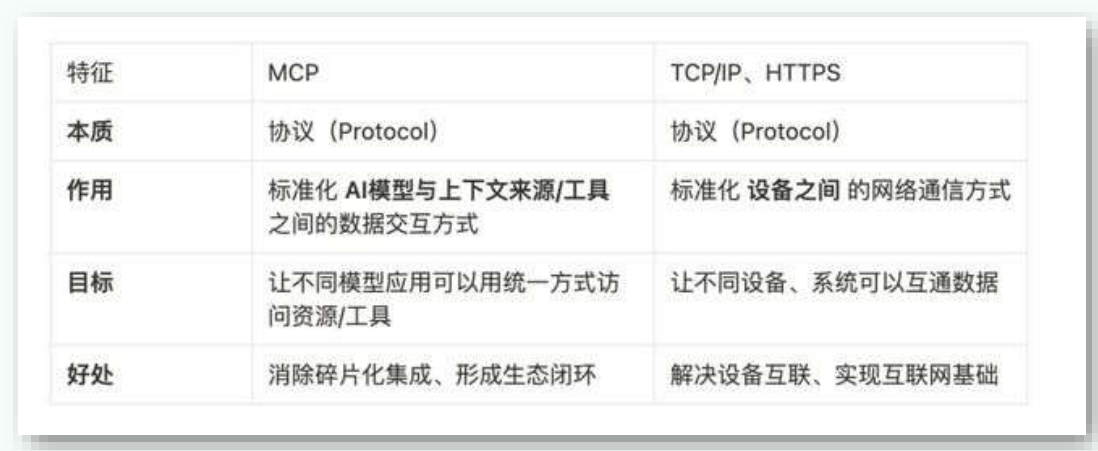 特征 MCP TCP/IP、HTTPS
本质 协议（Protocol） 协议（Protocol）
作用 标准化 AI模型与上下文来源/工具 标准化 设备之间 的网络通信方式
之间的数据交互方式
目标 让不同模型应用可以用统一方式访 让不同设备、系统可以互通数据
问资源/工具
好处 消除碎片化集成、形成生态闭环 解决设备互联、实现互联网基础